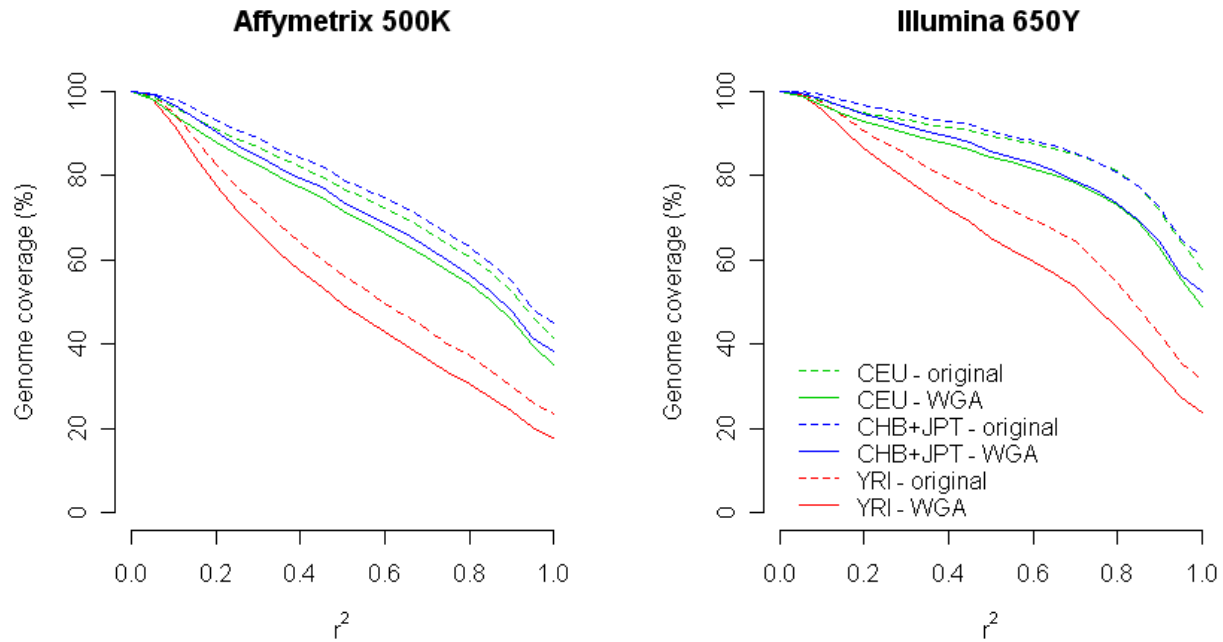 Affymetrix 500K
Genome coverage (%)
100
80
60
40
20
0
0.0 0.2 0.4 0.6 0.8 1.0
r²
Illumina 650Y
Genome coverage (%)
100
80
60
40
20
0
CEU - original
CEU - WGA
CHB+JPT - original
CHB+JPT - WGA
YRI - original
YRI - WGA
0.0 0.2 0.4 0.6 0.8 1.0
r²